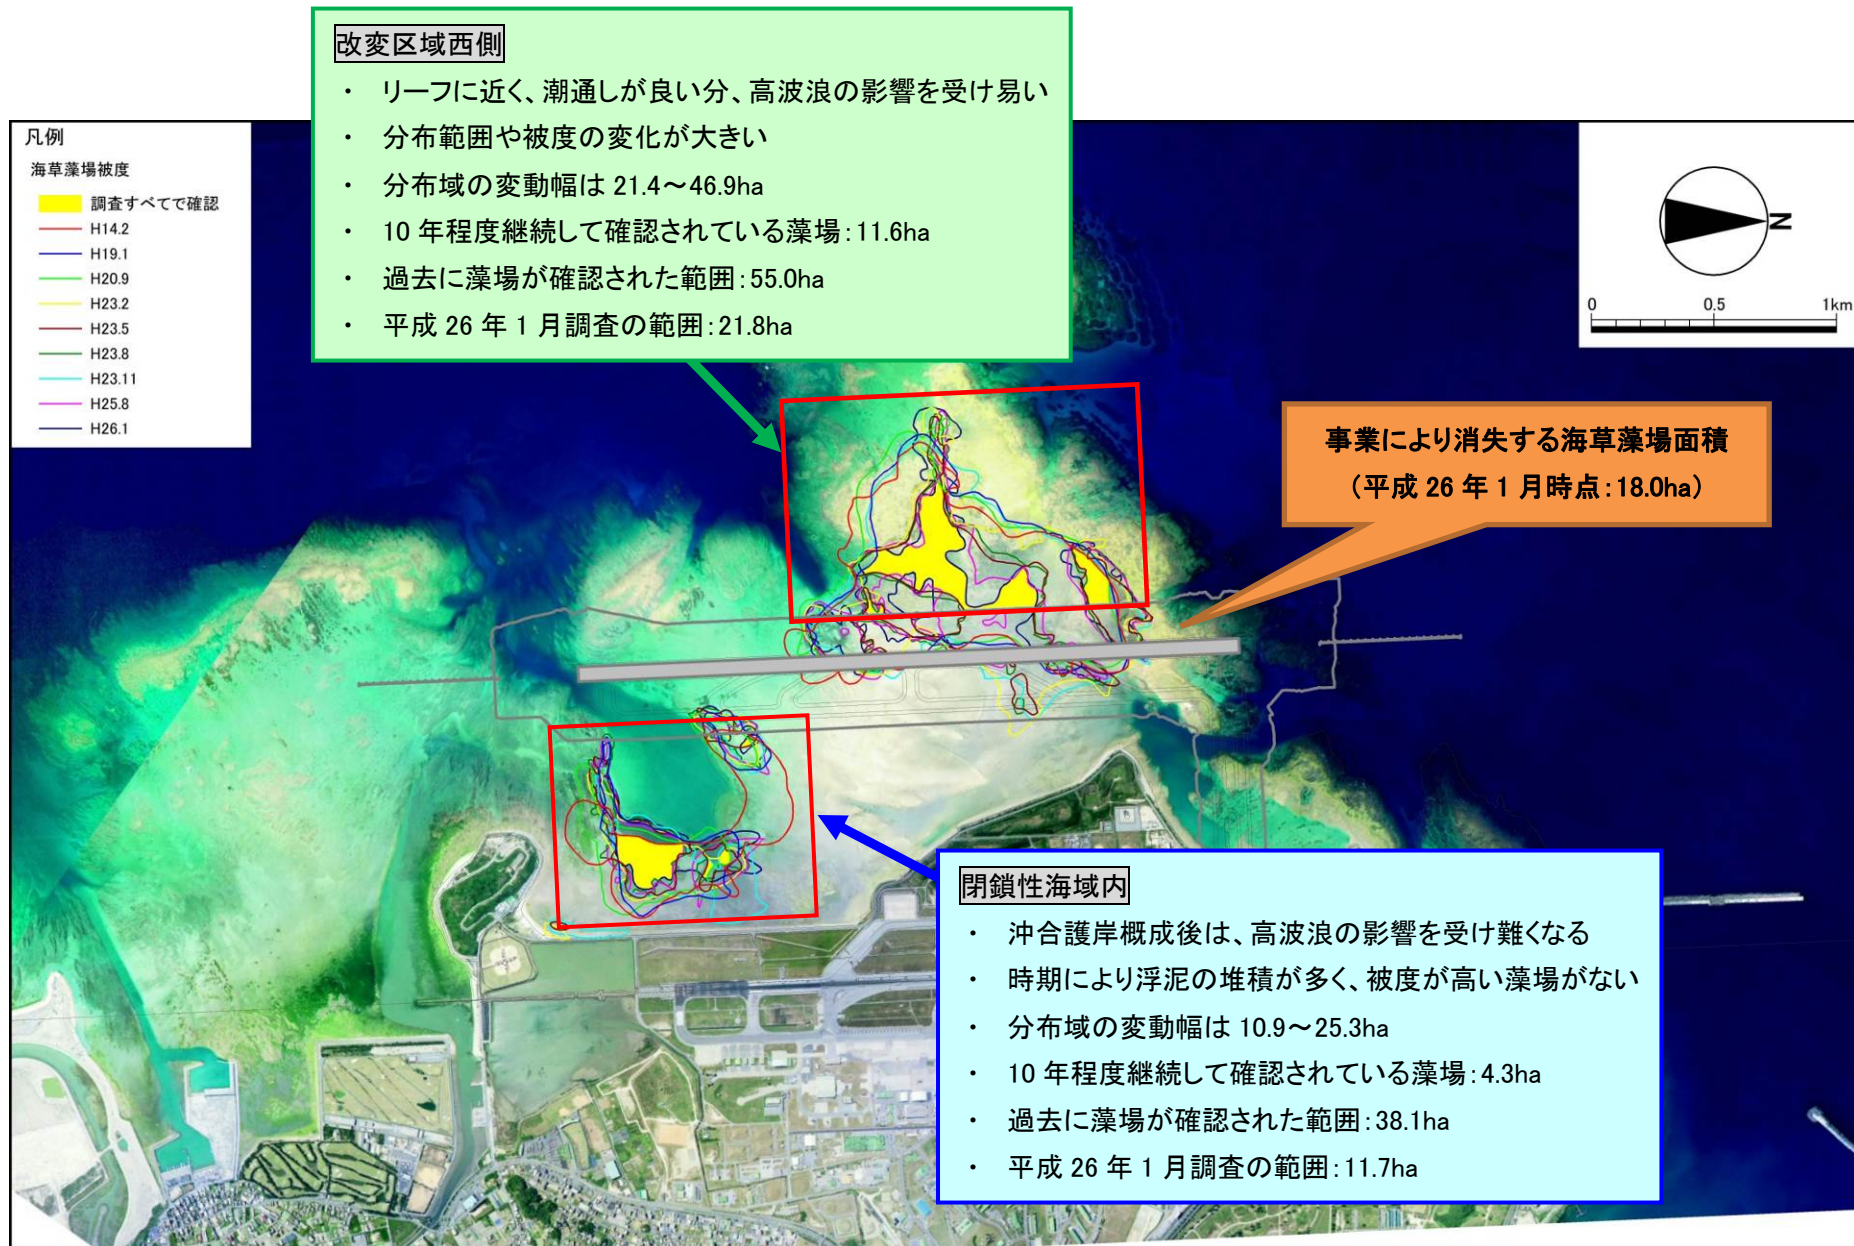 改変区域西側
・ リーフに近く、潮通しが良い分、高波浪の影響を受け易い
・ 分布範囲や被度の変化が大きい
・ 分布域の変動幅は 21.4～46.9ha
・ 10 年程度継続して確認されている藻場：11.6ha
・ 過去に藻場が確認された範囲：55.0ha
・ 平成 26 年 1 月調査の範囲：21.8ha
凡例
海草藻場被度
調査すべてで確認
H14.2
H19.1
H20.9
H23.2
H23.5
H23.8
H23.11
H25.8
H26.1
N
0 0.5 1km
事業により消失する海草藻場面積
（平成 26 年 1 月時点：18.0ha）
閉鎖性海域内
・ 沖合護岸概成後は、高波浪の影響を受け難くなる
・ 時期により浮泥の堆積が多く、被度が高い藻場がない
・ 分布域の変動幅は 10.9～25.3ha
・ 10 年程度継続して確認されている藻場：4.3ha
・ 過去に藻場が確認された範囲：38.1ha
・ 平成 26 年 1 月調査の範囲：11.7ha